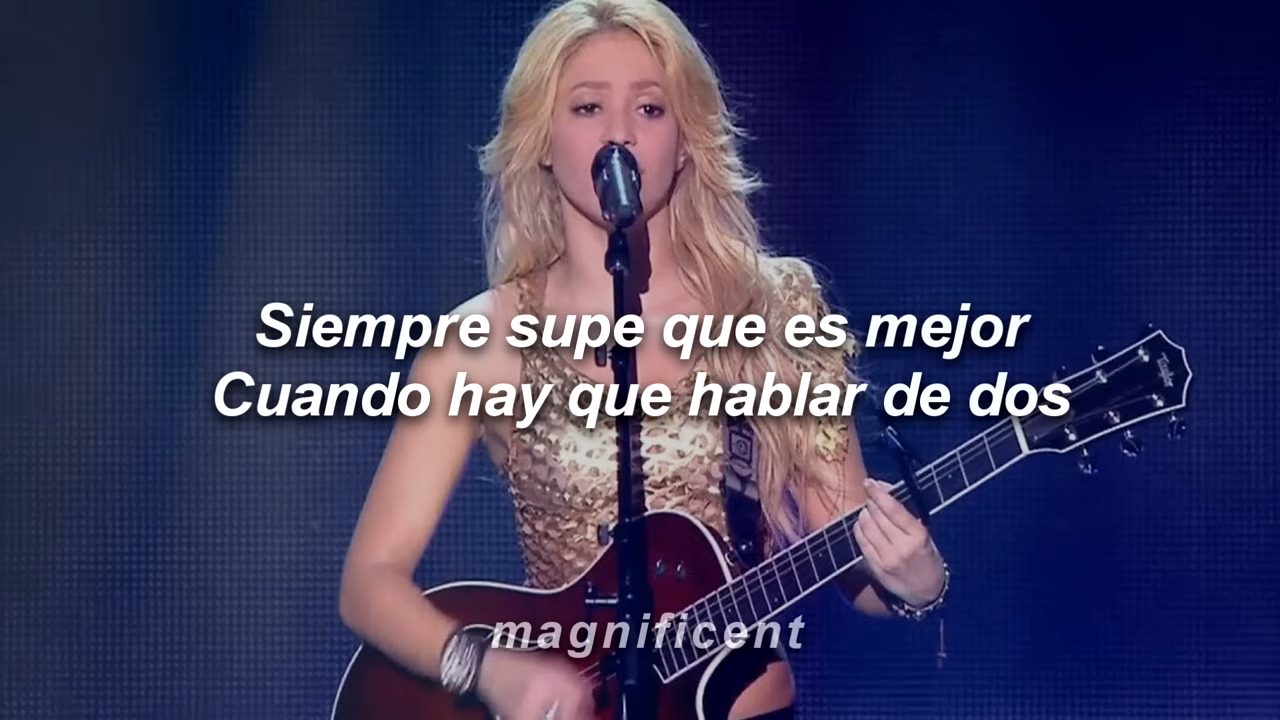 Siempre supe que es mejor
Cuando hay que hablar de dos
magnificent